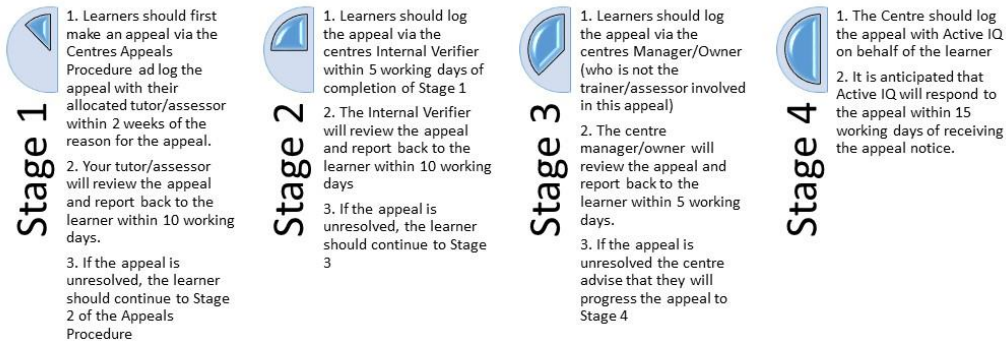 Stage 1
1. Learners should first
make an appeal via the
Centres Appeals
Procedure ad log the
appeal with their
allocated tutor/assessor
within 2 weeks of the
reason for the appeal.
2. Your tutor/assessor
will review the appeal
and report back to the
learner within 10 working
days.
3. If the appeal is
unresolved, the learner
should continue to Stage
2 of the Appeals
Procedure
Stage 2
1. Learners should log
the appeal via the
centres Internal Verifier
within 5 working days of
completion of Stage 1
2. The Internal Verifier
will review the appeal
and report back to the
learner within 10 working
days
3. If the appeal is
unresolved, the learner
should continue to Stage
3
Stage 3
1. Learners should log
the appeal via the
centres Manager/Owner
(who is not the
trainer/assessor involved
in this appeal)
2. The centre
manager/owner will
review the appeal and
report back to the
learner within 5 working
days.
3. If the appeal is
unresolved the centre
advise that they will
progress the appeal to
Stage 4
Stage 4
1. The Centre should log
the appeal with Active IQ
on behalf of the learner
2. It is anticipated that
Active IQ will respond to
the appeal within 15
working days of receiving
the appeal notice.